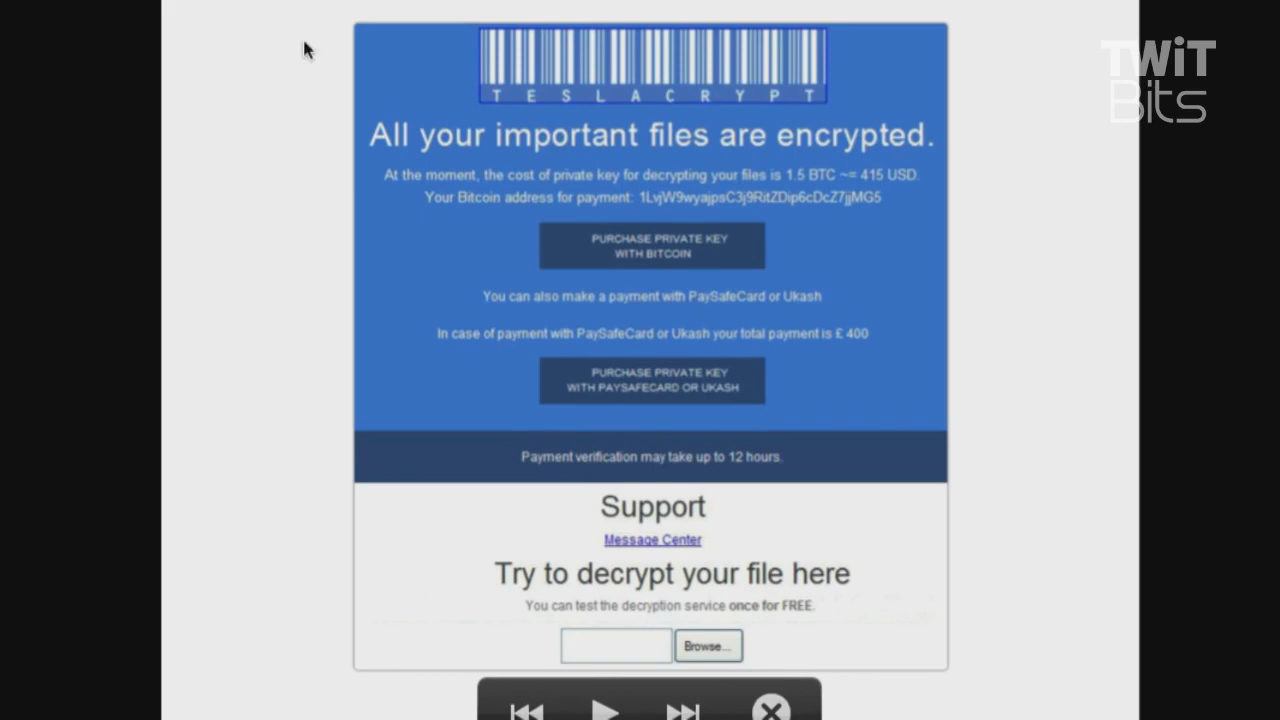 TWiT
Bits
TESLACRYPT
All your important files are encrypted.
At the moment, the cost of private key for decrypting your files is 1.5 BTC ~= 415 USD.
Your Bitcoin address for payment: 1LvjW9wyajpsC3j9RitZDip6cDcZ7jjMG5
PURCHASE PRIVATE KEY
WITH BITCOIN
You can also make a payment with PaySafeCard or Ukash
In case of payment with PaySafeCard or Ukash your total payment is £ 400
PURCHASE PRIVATE KEY
WITH PAYSAFECARD OR UKASH
Payment verification may take up to 12 hours.
Support
Message Center
Try to decrypt your file here
You can test the decryption service once for FREE.
Browse...